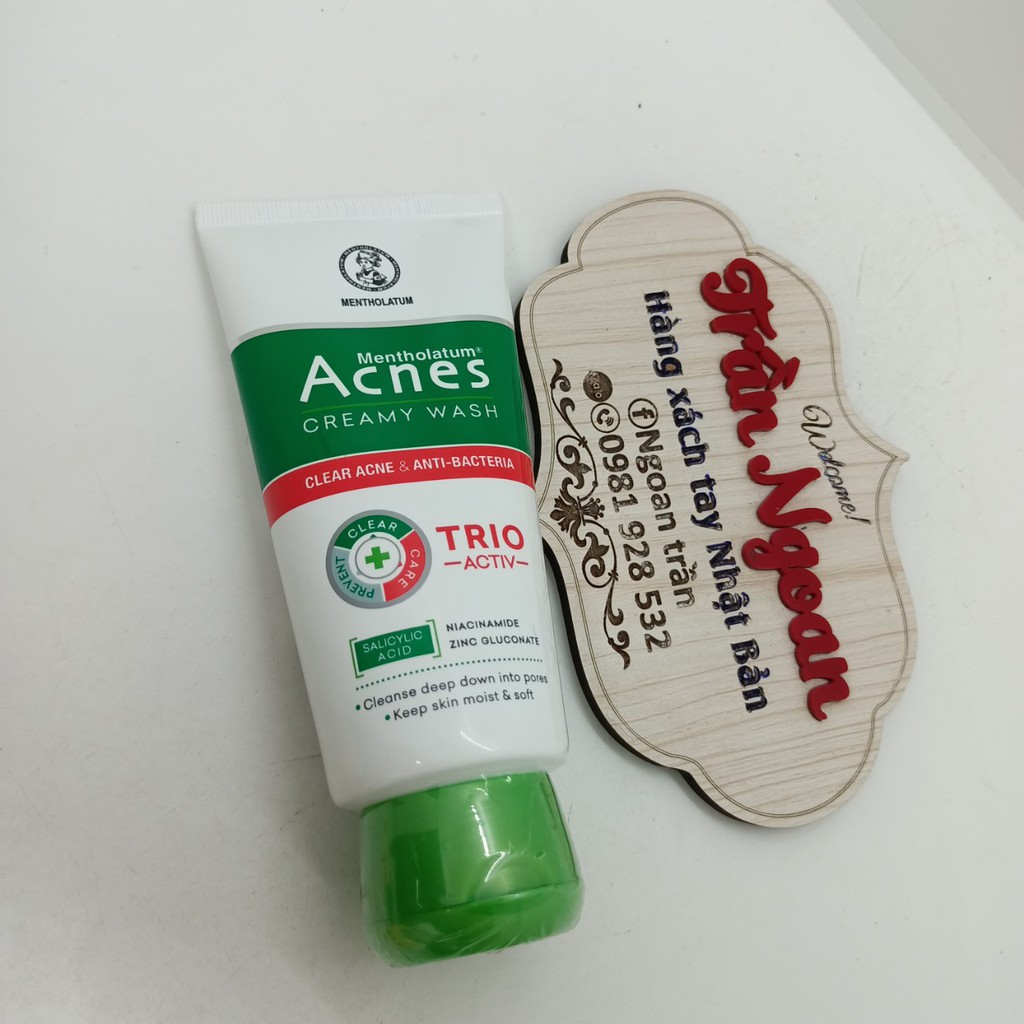 MENTHOLATUM
Mentholatum®
Acnes
CREAMY WASH
CLEAR ACNE & ANTI-BACTERIA
CLEAR
CARE
PREVENT
TRIO
ACTIV
SALICYLIC
ACID
NIACINAMIDE
ZINC GLUCONATE
• Cleanse deep down into pores
• Keep skin moist & soft
Welcome!
Trần Ngoan
Hàng xách tay Nhật Bản
Ngoan trần
0981 928 532